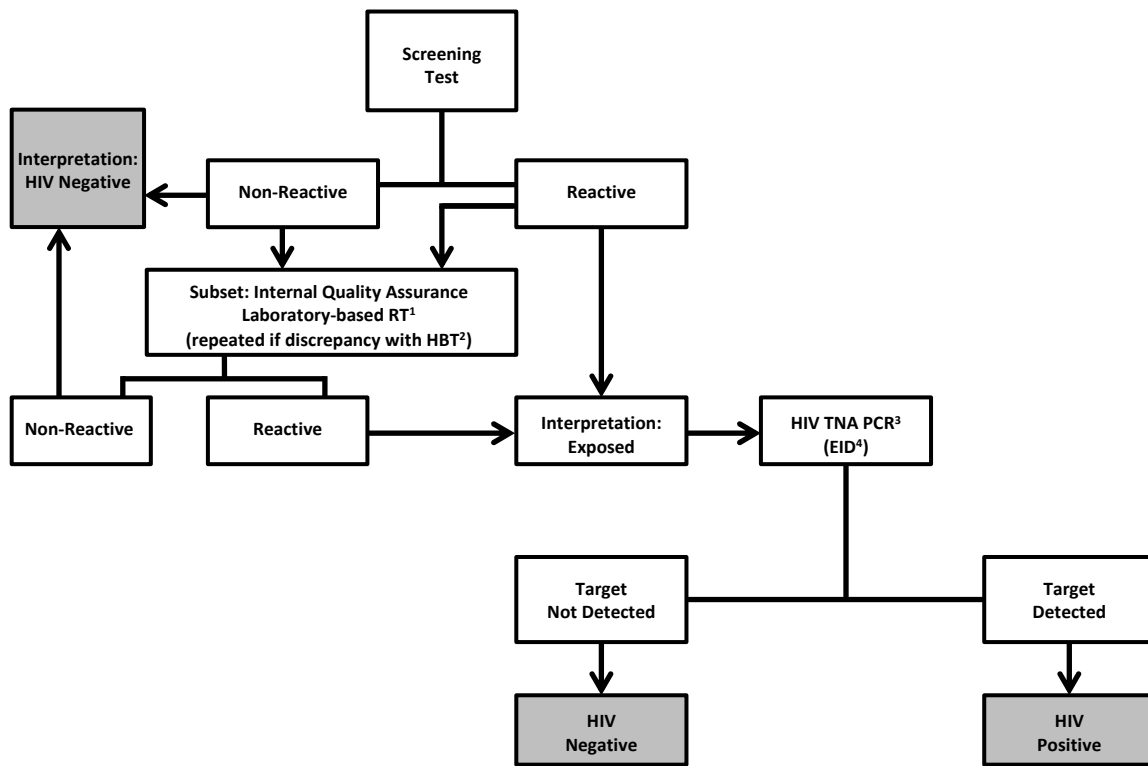 Screening
Test
Interpretation:
HIV Negative
Non-Reactive
Reactive
Subset: Internal Quality Assurance
Laboratory-based RT¹
(repeated if discrepancy with HBT²)
Non-Reactive
Reactive
Interpretation:
Exposed
HIV TNA PCR³
(EID⁴)
Target
Not Detected
Target
Detected
HIV
Negative
HIV
Positive